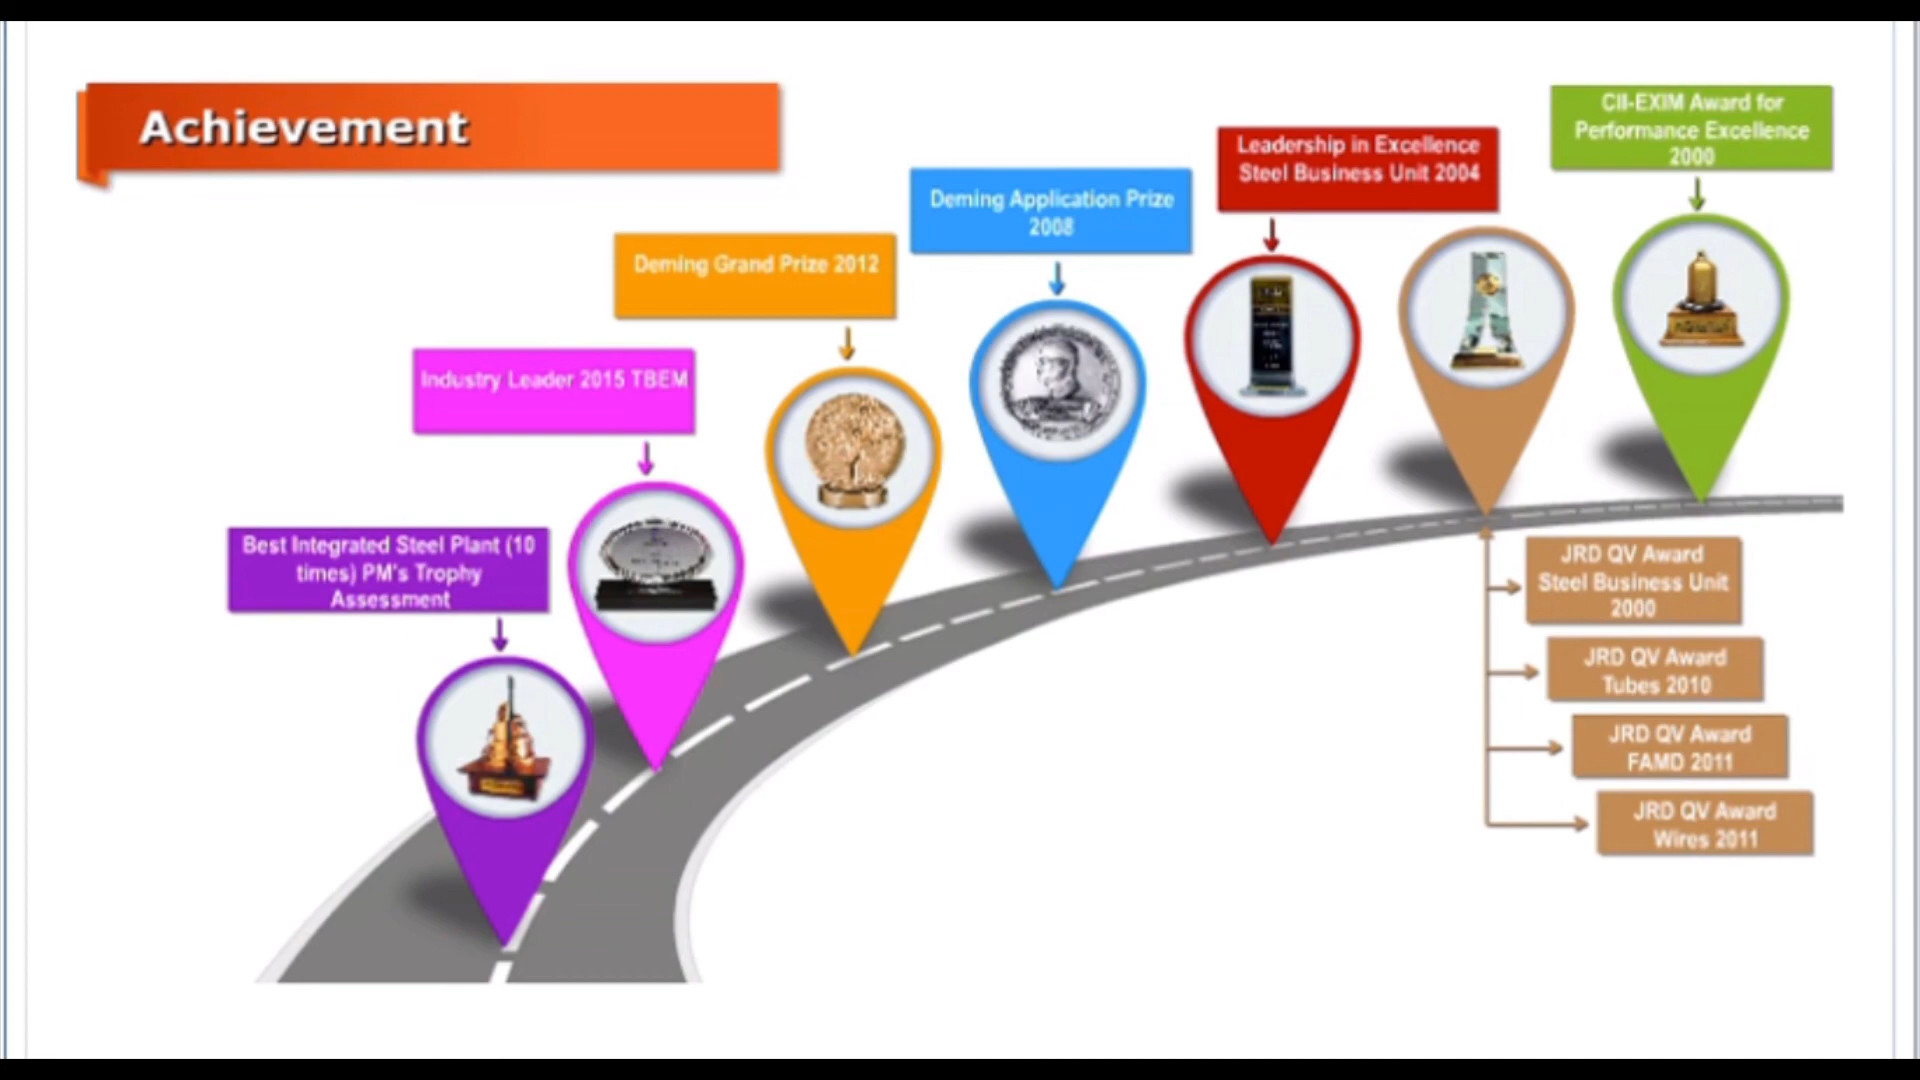 Achievement
CII-EXIM Award for
Performance Excellence
2000
Leadership in Excellence
Steel Business Unit 2004
Deming Application Prize
2008
Deming Grand Prize 2012
Industry Leader 2015 TBEM
Best Integrated Steel Plant (10
times) PM's Trophy
Assessment
JRD QV Award
Steel Business Unit
2000
JRD QV Award
Tubes 2010
JRD QV Award
FAMD 2011
JRD QV Award
Wires 2011